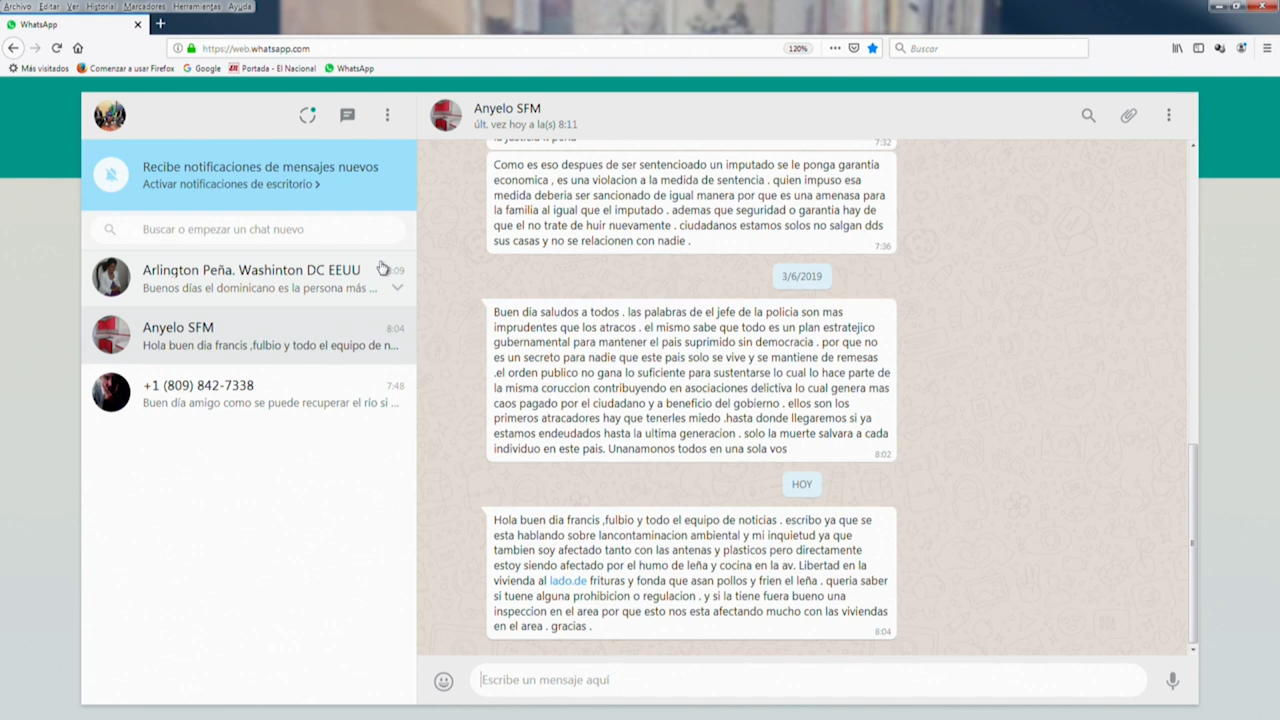 Archivo Editar Ver Historial Marcadores Herramientas Ayuda
WhatsApp
https://web.whatsapp.com
120%
Buscar
Más visitados
Comenzar a usar Firefox
Google
Portada - El Nacional
WhatsApp
Recibe notificaciones de mensajes nuevos
Activar notificaciones de escritorio
Buscar o empezar un chat nuevo
Arlington Peña. Washinton DC EEUU
:09
Buenos días el dominicano es la persona más ...
Anyelo SFM
8:04
Hola buen dia francis ,fulbio y todo el equipo de n...
+1 (809) 842-7338
7:48
Buen día amigo como se puede recuperar el río si ...
Anyelo SFM
últ. vez hoy a la(s) 8:11
7:32
Como es eso despues de ser sentencioado un imputado se le ponga garantia
economica , es una violacion a la medida de sentencia . quien impuso esa
medida deberia ser sancionado de igual manera por que es una amenasa para
la familia al igual que el imputado . ademas que seguridad o garantia hay de
que el no trate de huir nuevamente . ciudadanos estamos solos no salgan dds
sus casas y no se relacionen con nadie .
7:36
3/6/2019
Buen día saludos a todos . las palabras de el jefe de la policia son mas
imprudentes que los atracos . el mismo sabe que todo es un plan estratejico
gubernamental para mantener el pais suprimido sin democracia . por que no
es un secreto para nadie que este pais solo se vive y se mantiene de remesas
.el orden publico no gana lo suficiente para sustentarse lo cual lo hace parte de
la misma coruccion contribuyendo en asociaciones delictiva lo cual genera mas
caos pagado por el ciudadano y a beneficio del gobierno . ellos son los
primeros atracadores hay que tenerles miedo .hasta donde llegaremos si ya
estamos endeudados hasta la ultima generacion . solo la muerte salvara a cada
individuo en este pais. Unanamonos todos en una sola vos
8:02
HOY
Hola buen dia francis ,fulbio y todo el equipo de noticias . escribo ya que se
esta hablando sobre lancontaminacion ambiental y mi inquietud ya que
tambien soy afectado tanto con las antenas y plasticos pero directamente
estoy siendo afectado por el humo de leña y cocina en la av. Libertad en la
vivienda al lado.de frituras y fonda que asan pollos y frien el leña . queria saber
si tuene alguna prohibicion o regulacion . y si la tiene fuera bueno una
inspeccion en el area por que esto nos esta afectando mucho con las viviendas
en el area . gracias .
8:04
Escribe un mensaje aquí